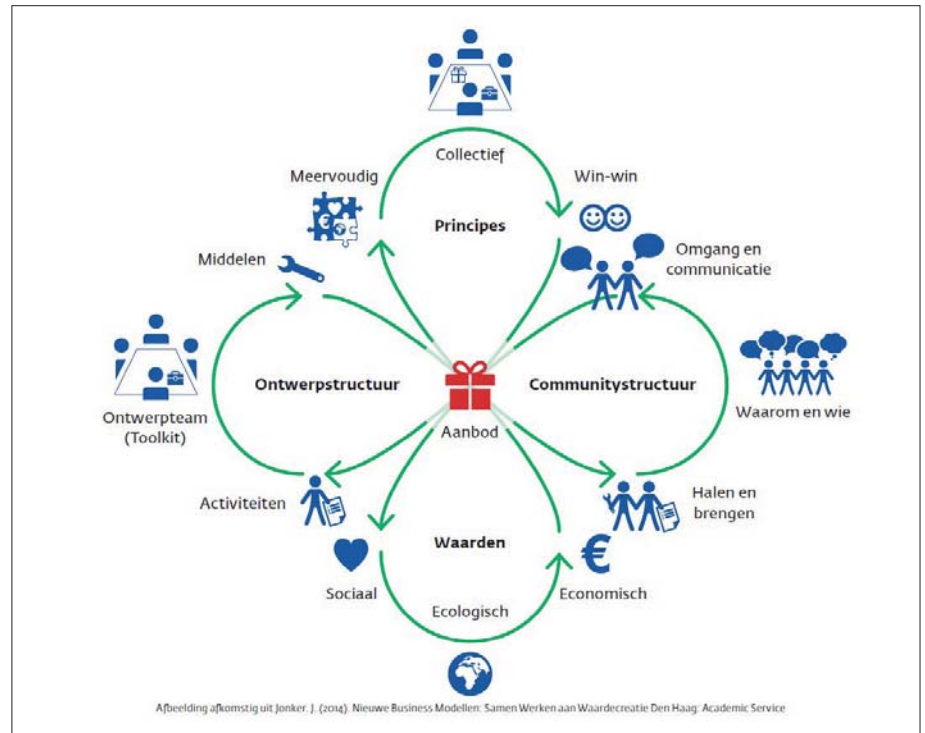 Collectief
Meervoudig
Win-win
Principes
Middelen
Omgang en
communicatie
Ontwerpstructuur
Communitystructuur
Ontwerpteam
(Toolkit)
Aanbod
Waarom en wie
Activiteiten
Halen en
brengen
Waarden
Sociaal
Ecologisch
Economisch
€
Afbeelding afkomstig uit Jonker. J. (2014). Nieuwe Business Modellen: Samen Werken aan Waardecreatie Den Haag: Academic Service